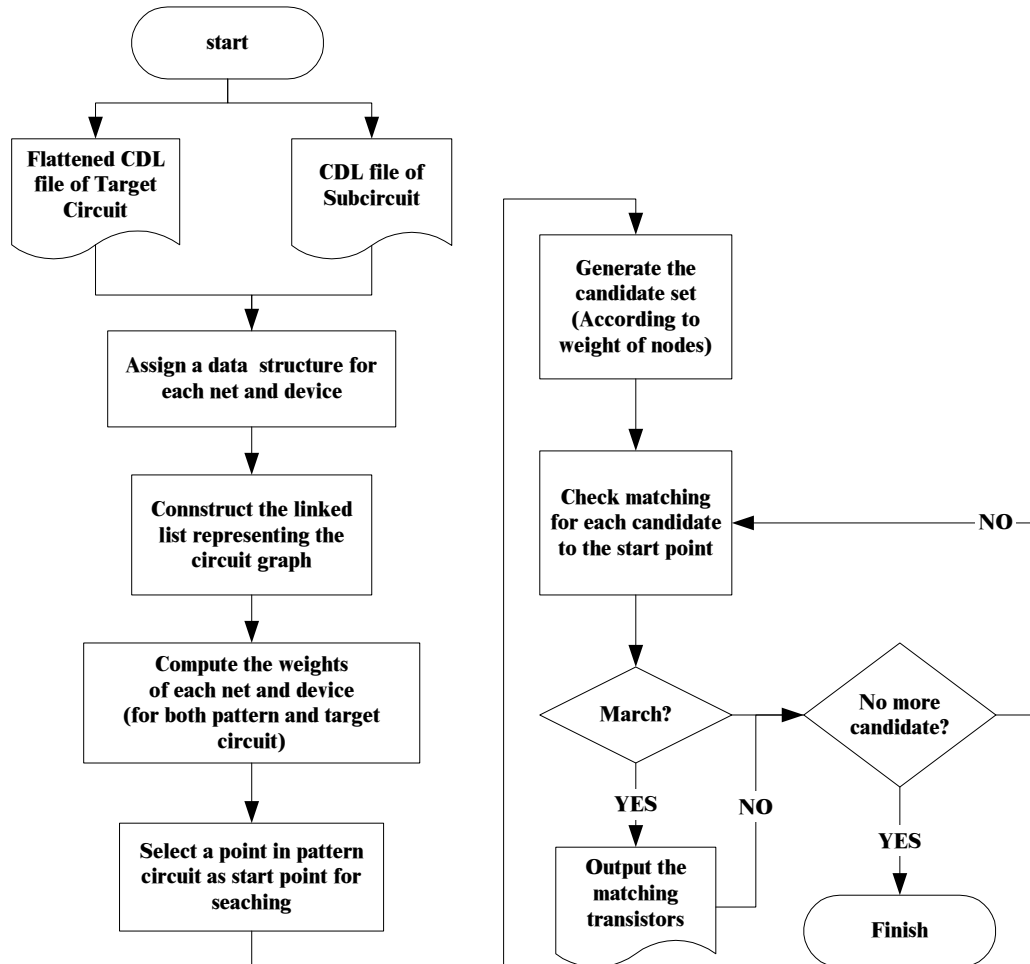 start
Flattened CDL
file of Target
Circuit
CDL file of
Subcircuit
Assign a data structure for
each net and device
Connstruct the linked
list representing the
circuit graph
Compute the weights
of each net and device
(for both pattern and target
circuit)
Select a point in pattern
circuit as start point for
seaching
Generate the
candidate set
(According to
weight of nodes)
Check matching
for each candidate
to the start point
NO
March?
No more
candidate?
YES
NO
YES
Output the
matching
transistors
Finish